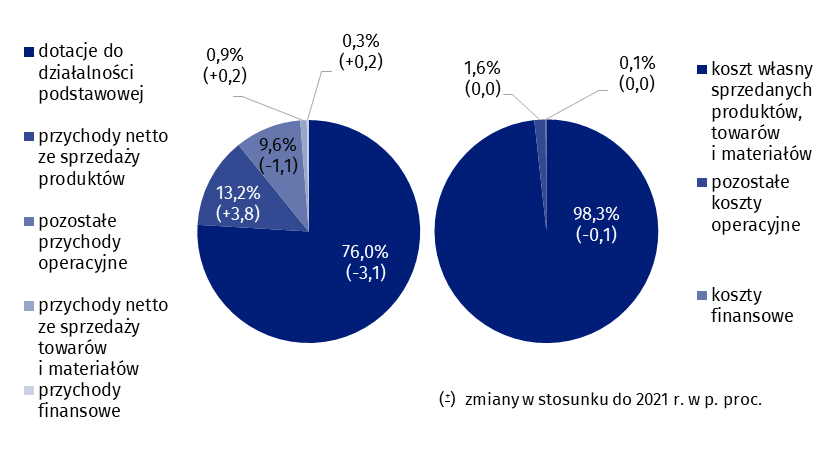 dotacje do
działalności
podstawowej
przychody netto
ze sprzedaży
produktów
pozostałe
przychody
operacyjne
przychody netto
ze sprzedaży
towarów
i materiałów
przychody
finansowe
0,9%
(+0,2)
0,3%
(+0,2)
9,6%
(-1,1)
13,2%
(+3,8)
76,0%
(-3,1)
1,6%
(0,0)
0,1%
(0,0)
98,3%
(-0,1)
koszt własny
sprzedanych
produktów,
towarów
i materiałów
pozostałe
koszty
operacyjne
koszty
finansowe
(±) zmiany w stosunku do 2021 r. w p. proc.